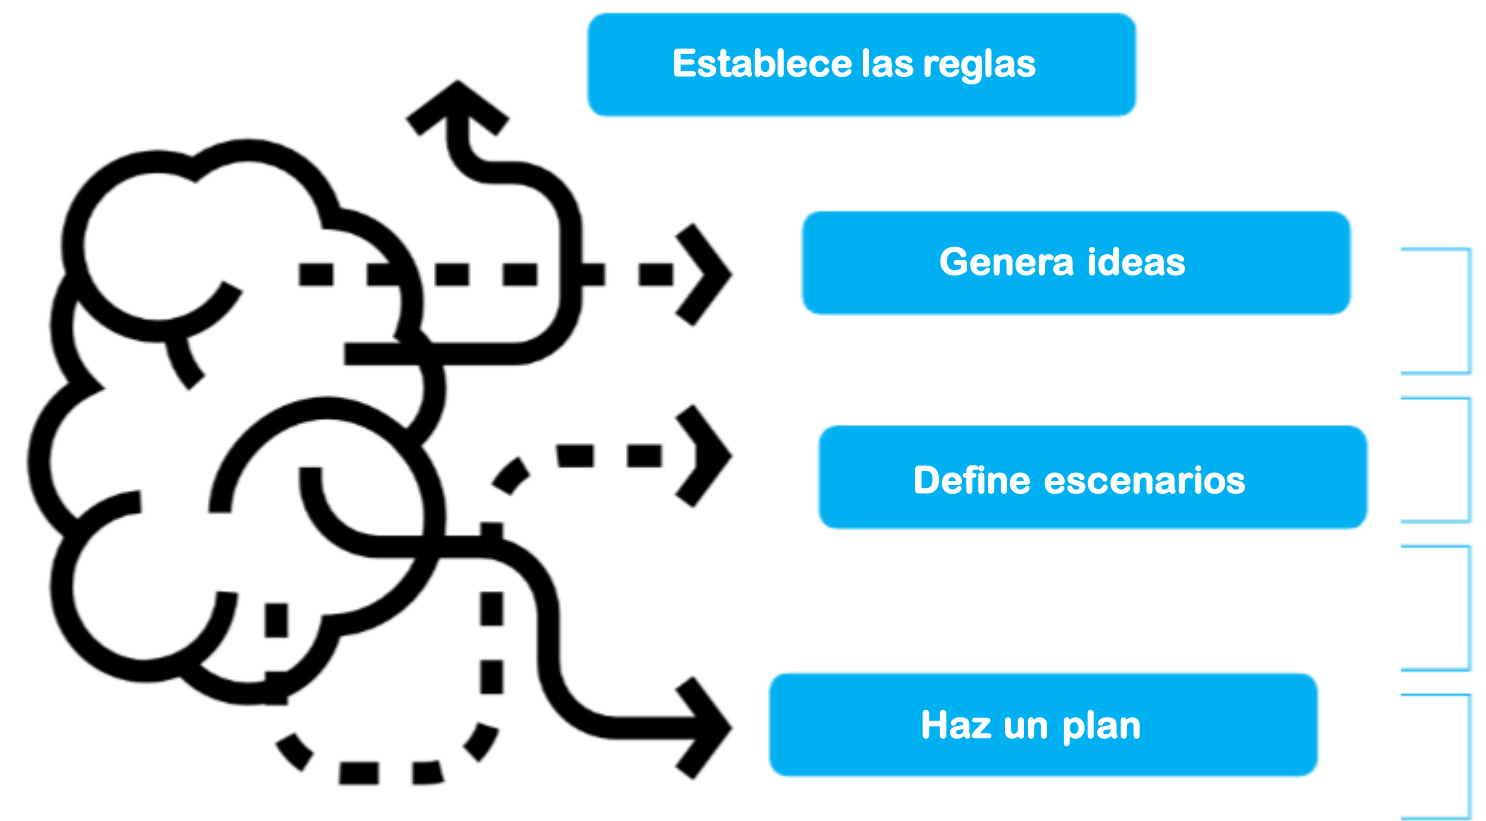 Establece las reglas
Genera ideas
Define escenarios
Haz un plan